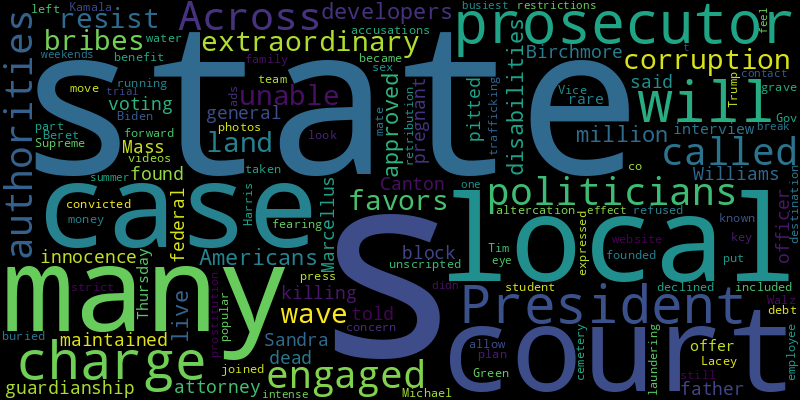 left Kamala
resist
Across
developers
prosecutor
busiest restrictions
feel
authorities
bribes
water
weekends
benefit
extraordinary
accusations
became
sex
family
team
disabilities
Birchmore
corruption
state
move
running
trial
Biden
voting
ads
unable
general
photos
approved
retribution
pregnant
pitted
trafficking
said
Vice
rare
will
Trump
contact
grave
Gov
part
forward
Beret
Supreme
videos
Mass
land
look
mate
million
interview
break
t
called
summer
found
taken
Canton
co
Williams
case
convicted
money
federal
Harris
fearing
Marcellus
favors
one
politicians
altercation effect refused
known
key
officer
destination
innocence
Thursday
Americans
block
unscripted
Tim
eye
expressed
website
founded
put
local
many
strict
prostitution
live
press
killing
didn
S
student
declined
included
Walz
debt
President
buried
maintained
popular
wave
told
concern
Sandra
dead
allow
plan
cemetery
laundering
offer
Lacey
still
employee
charge
joined
engaged
Green
court
guardianship
attorney
intense
Michael
father